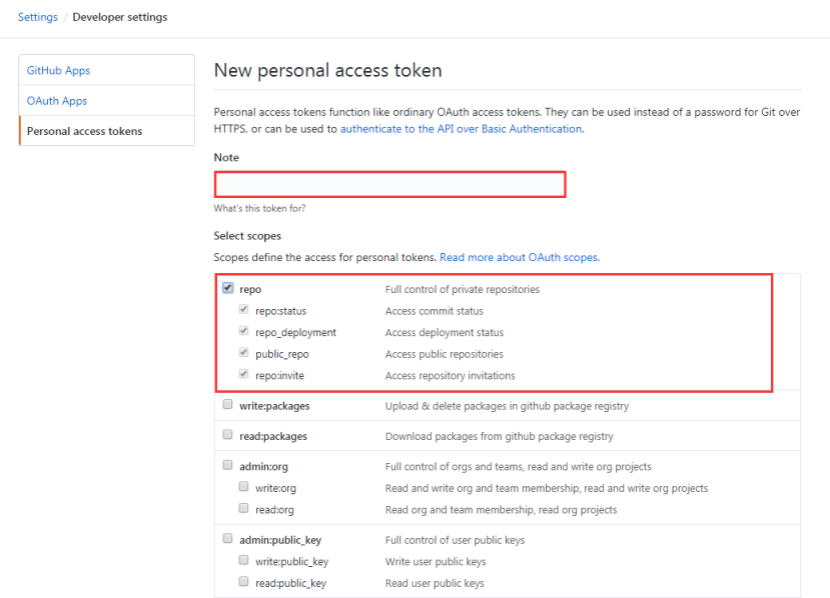 Settings / Developer settings
GitHub Apps
OAuth Apps
Personal access tokens
New personal access token
Personal access tokens function like ordinary OAuth access tokens. They can be used instead of a password for Git over
HTTPS, or can be used to authenticate to the API over Basic Authentication.
Note
What's this token for?
Select scopes
Scopes define the access for personal tokens. Read more about OAuth scopes.
repo Full control of private repositories
repo:status Access commit status
repo_deployment Access deployment status
public_repo Access public repositories
repo:invite Access repository invitations
write:packages Upload & delete packages in github package registry
read:packages Download packages from github package registry
admin:org Full control of orgs and teams, read and write org projects
write:org Read and write org and team membership, read and write org projects
read:org Read org and team membership, read org projects
admin:public_key Full control of user public keys
write:public_key Write user public keys
read:public_key Read user public keys